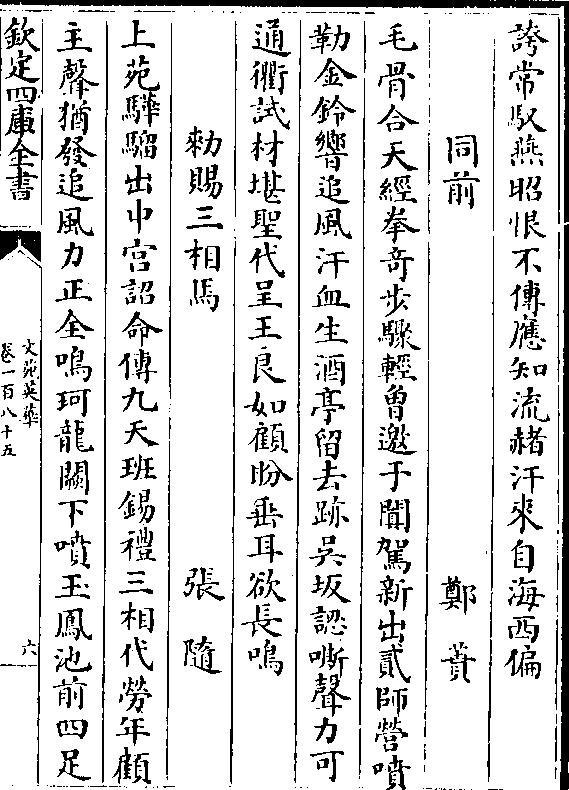 誇常馭燕昭恨不傳應知流赭汗來自海西偏
同前 鄭蕡
毛骨合天經拳奇步驟輕曾邀于闐駕新出貳師營噴
勒金鈴響追風汗血生酒亭留去跡吳坂認嘶聲力可
通衢試材堪聖代呈王良如顧盼垂耳欲長鳴
勑賜三相馬 張隨
上苑驊騮出中宫詔命傳九天班錫禮三相代勞年顧
主聲猶發追風力正全鳴珂龍闕下噴玉鳳池前四足
欽定四庫全書
文苑英華
卷一百八十五
六